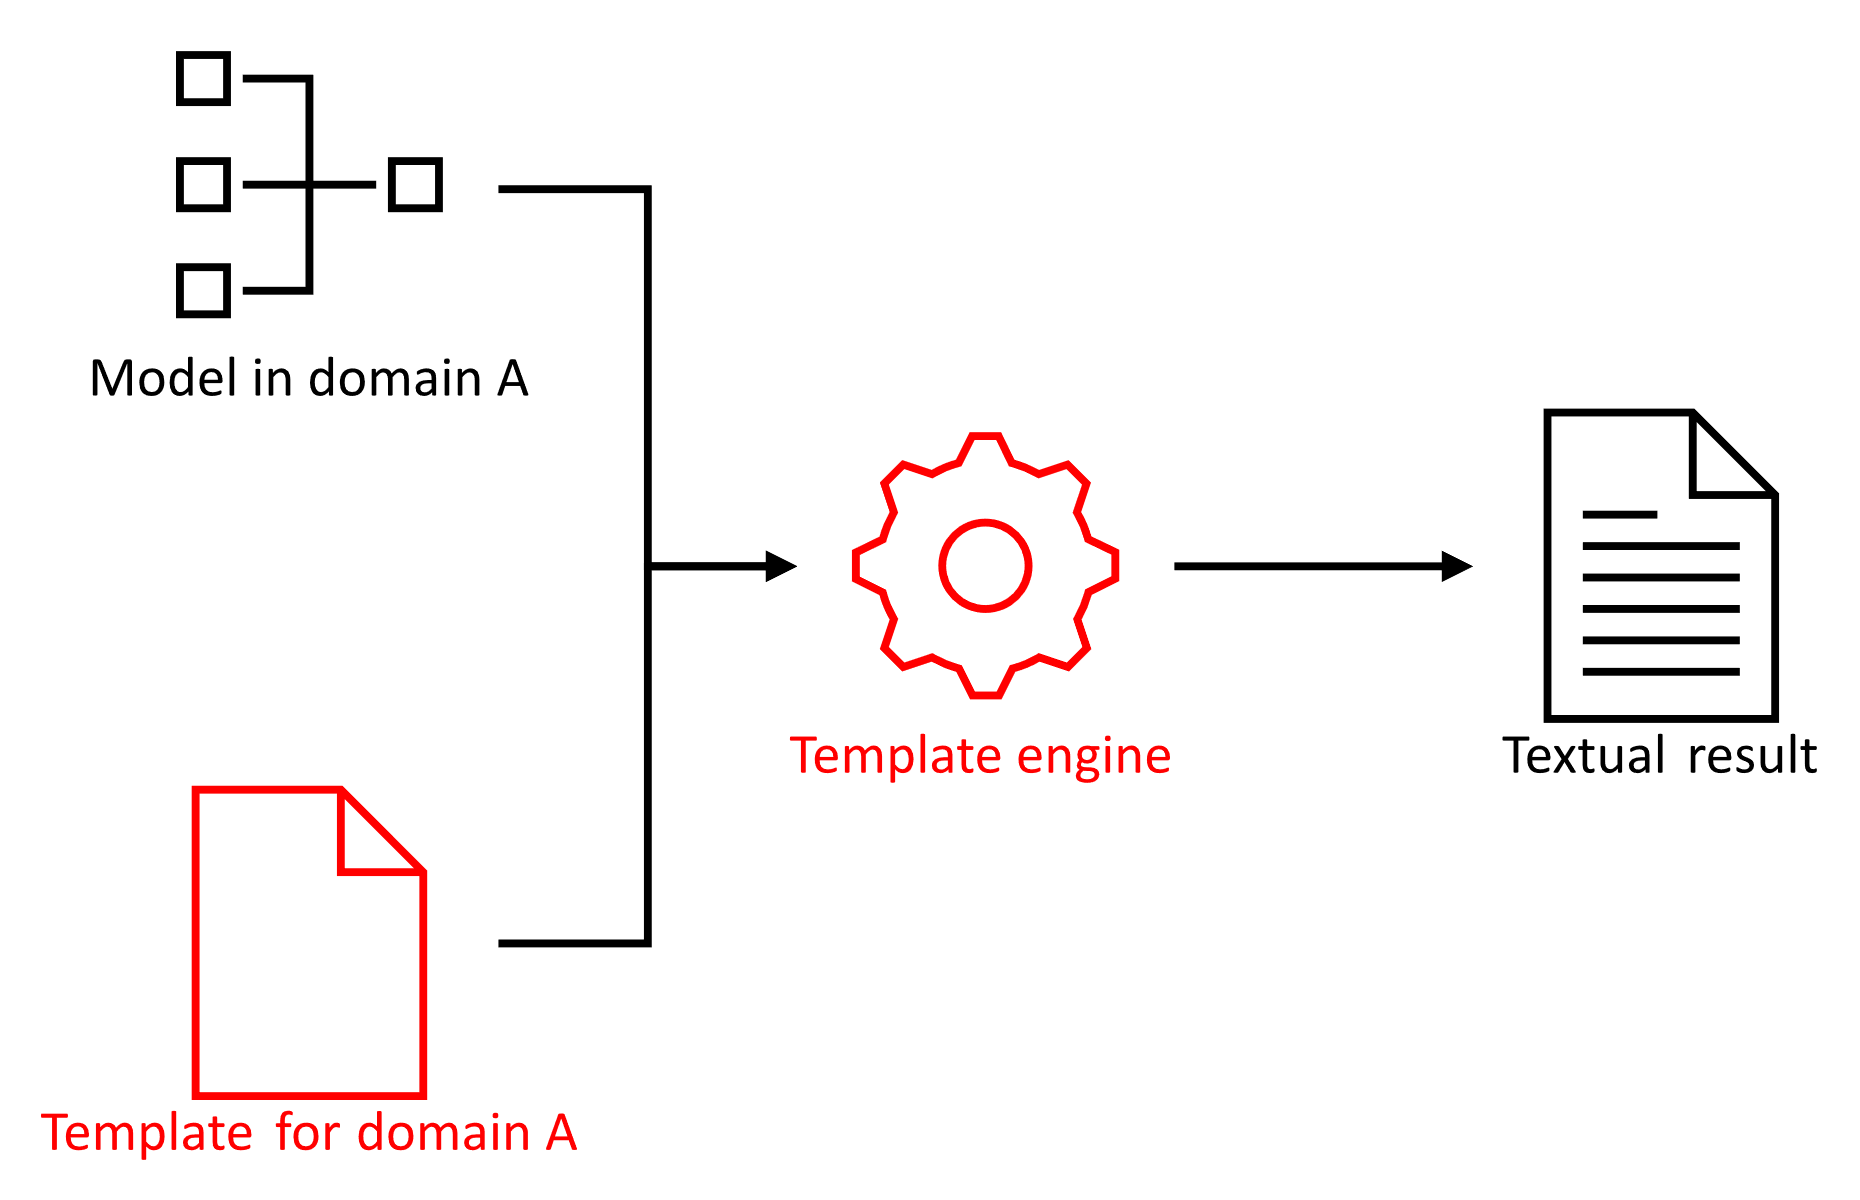 Model in domain A
Template engine
Textual result
Template for domain A